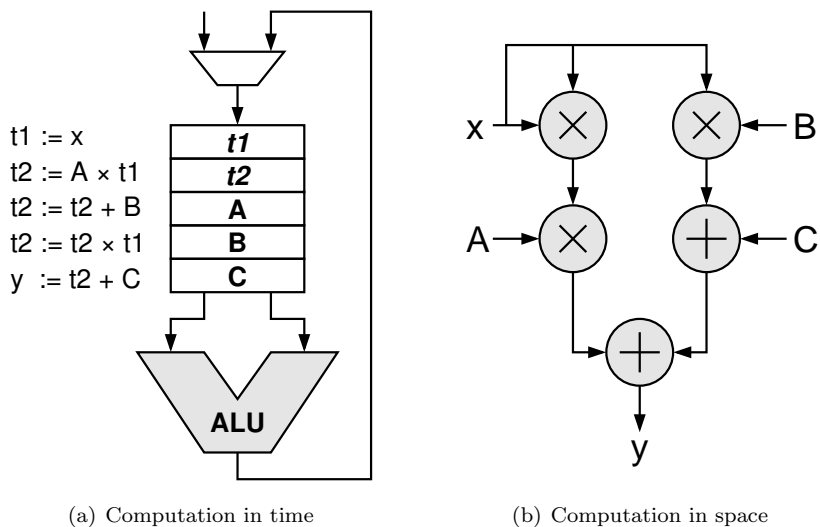 t1 := x
t2 := A × t1
t2 := t2 + B
t2 := t2 × t1
y := t2 + C
t1
t2
A
B
C
ALU
(a) Computation in time
x
B
A
C
y
(b) Computation in space